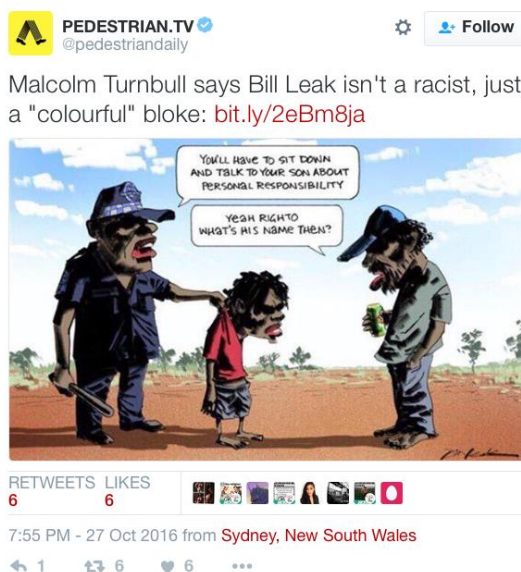 PEDESTRIAN.TV
@pedestriandaily
Follow
Malcolm Turnbull says Bill Leak isn't a racist, just
a "colourful" bloke: bit.ly/2eBm8ja
YOU'LL HAVE TO SIT DOWN
AND TALK TO YOUR SON ABOUT
PERSONAL RESPONSIBILITY
YEAH RIGHTO
WHAT'S HIS NAME THEN?
RETWEETS LIKES
6 6
7:55 PM - 27 Oct 2016 from Sydney, New South Wales
1 6 6